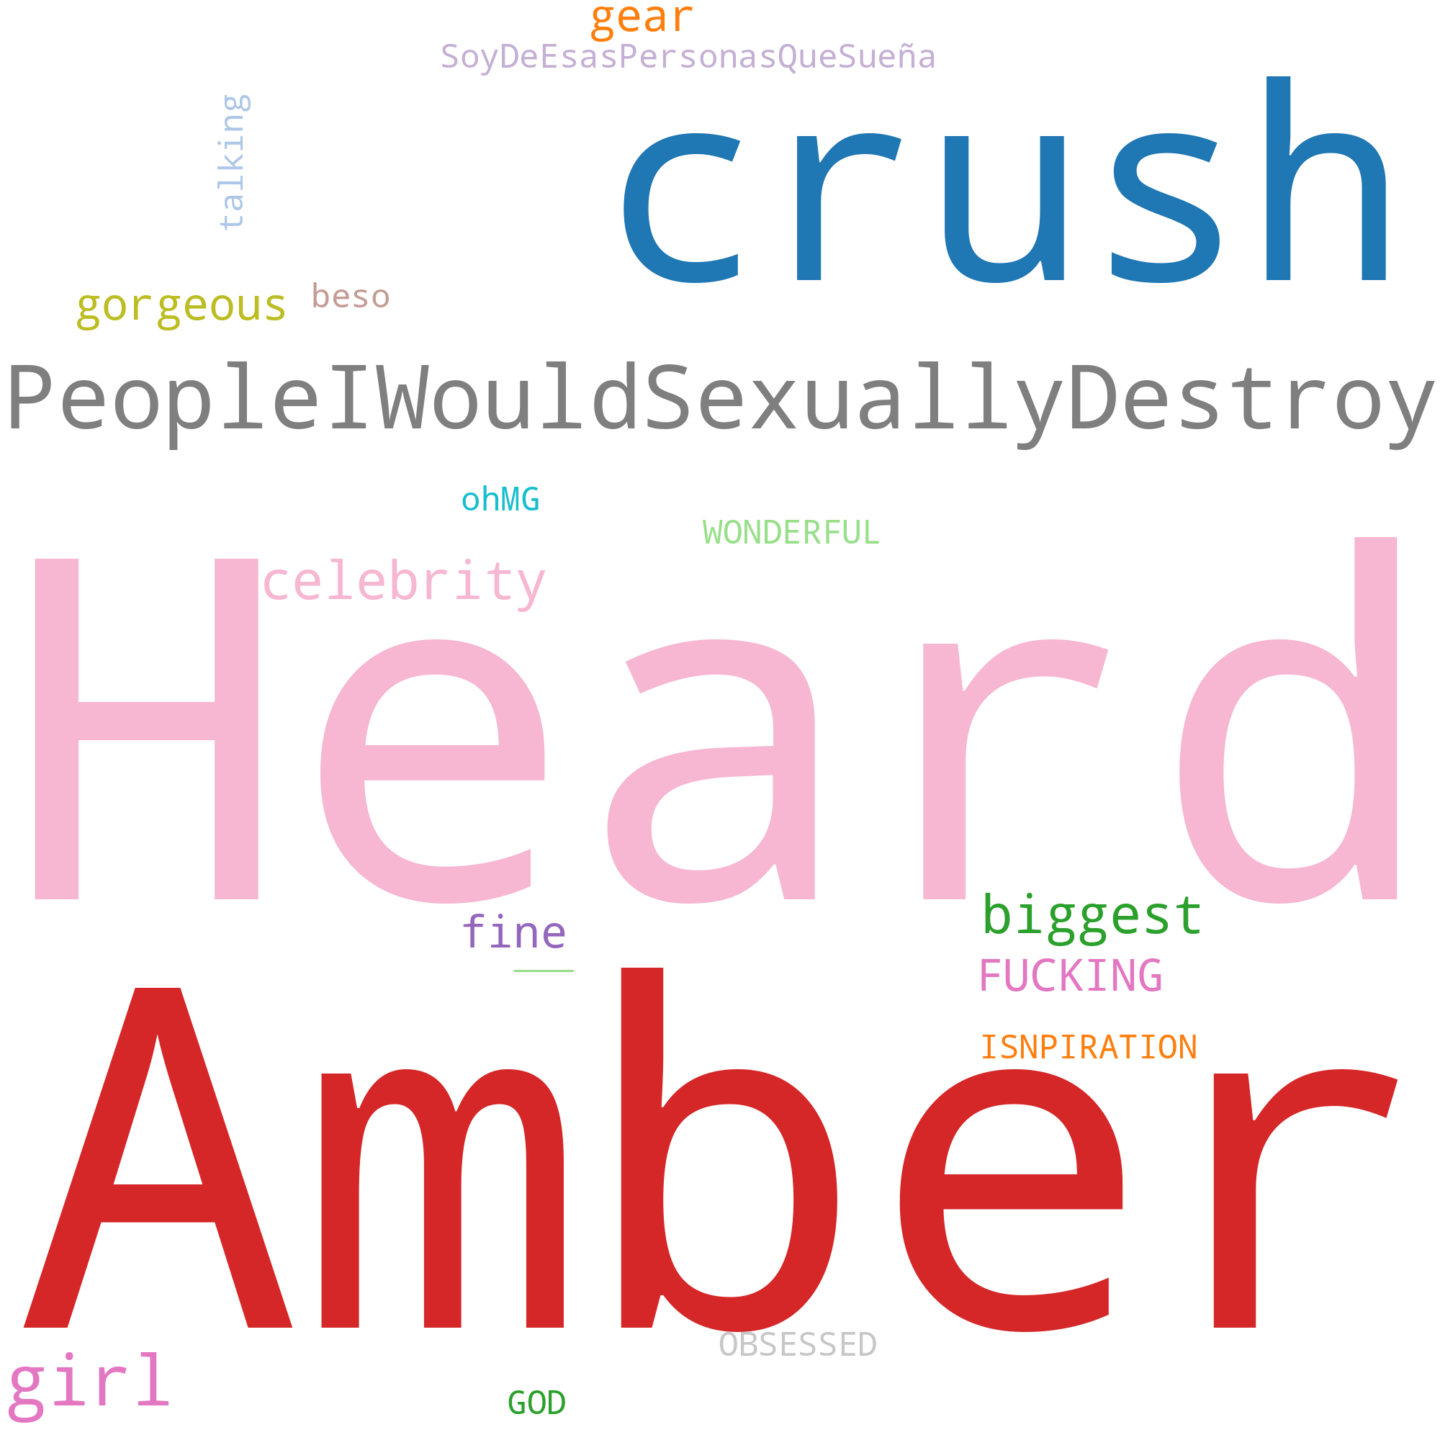 gear
SoyDeEsasPersonasQueSueña
crush
talking
gorgeous
beso
PeopleIWouldSexuallyDestroy
ohMG
WONDERFUL
celebrity
Heard
biggest
fine
FUCKING
Amber
ISNPIRATION
OBSESSED
girl
GOD